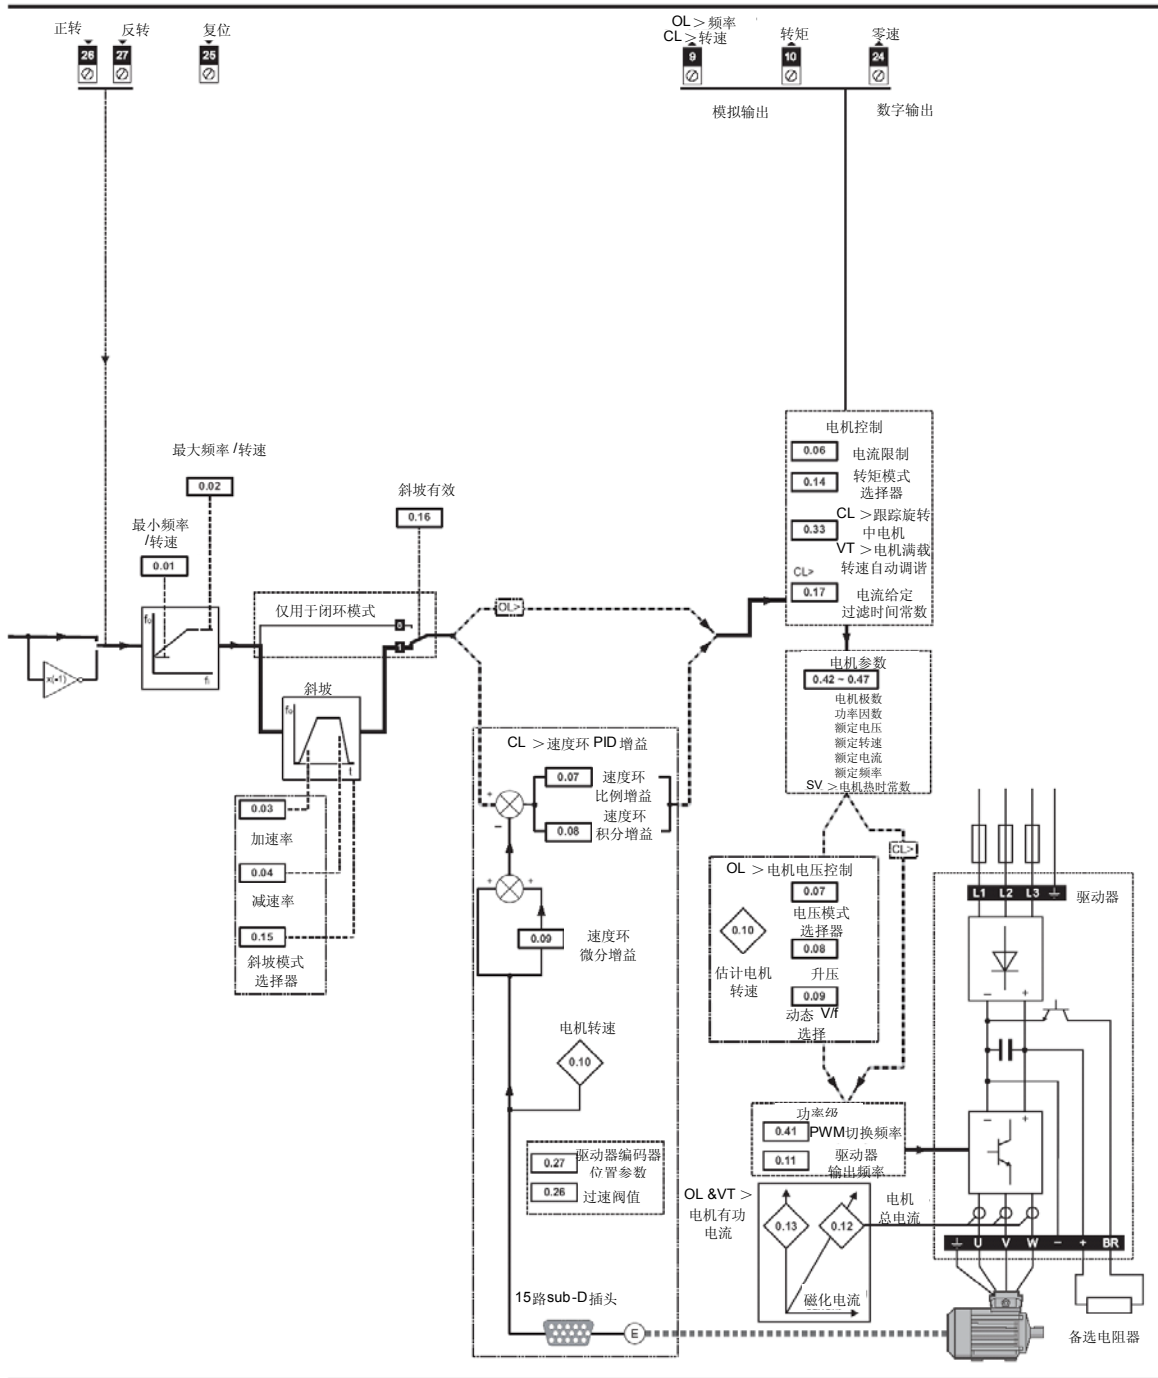 正转
反转
复位
26
27
25
OL＞频率
CL＞转速
转矩
零速
9
10
24
模拟输出
数字输出
最大频率/转速
0.02
最小频率
/转速
0.01
斜坡有效
0.16
仅用于闭环模式
0
1
x(-1)
斜坡
t
0.03
加速率
0.04
减速率
0.15
斜坡模式
选择器
OL>
CL ＞速度环 PID 增益
0.07
速度环
比例增益
0.08
速度环
积分增益
+
−
+
+
0.09
速度环
微分增益
电机转速
0.10
0.27
驱动器编码器
位置参数
0.26
过速阀值
15路sub-D插头
E
电机控制
0.06
电流限制
0.14
转矩模式
选择器
0.33
CL＞跟踪旋转
中电机
VT＞电机满载
转速自动调谐
CL>
0.17
电流给定
过滤时间常数
电机参数
0.42 ~ 0.47
电机极数
功率因数
额定电压
额定转速
额定电流
额定频率
SV ＞电机热时常数
CL>
OL ＞电机电压控制
0.07
电压模式
选择器
0.10
0.08
估计电机
转速
升压
0.09
动态 V/f
选择
功率级
0.41
PWM切换频率
0.11
驱动器
输出频率
OL &VT ＞
电机有功
电流
0.13
0.12
磁化电流
电机
总电流
L1
L2
L3
驱动器
−
+
−
+
U
V
W
−
+
BR
备选电阻器